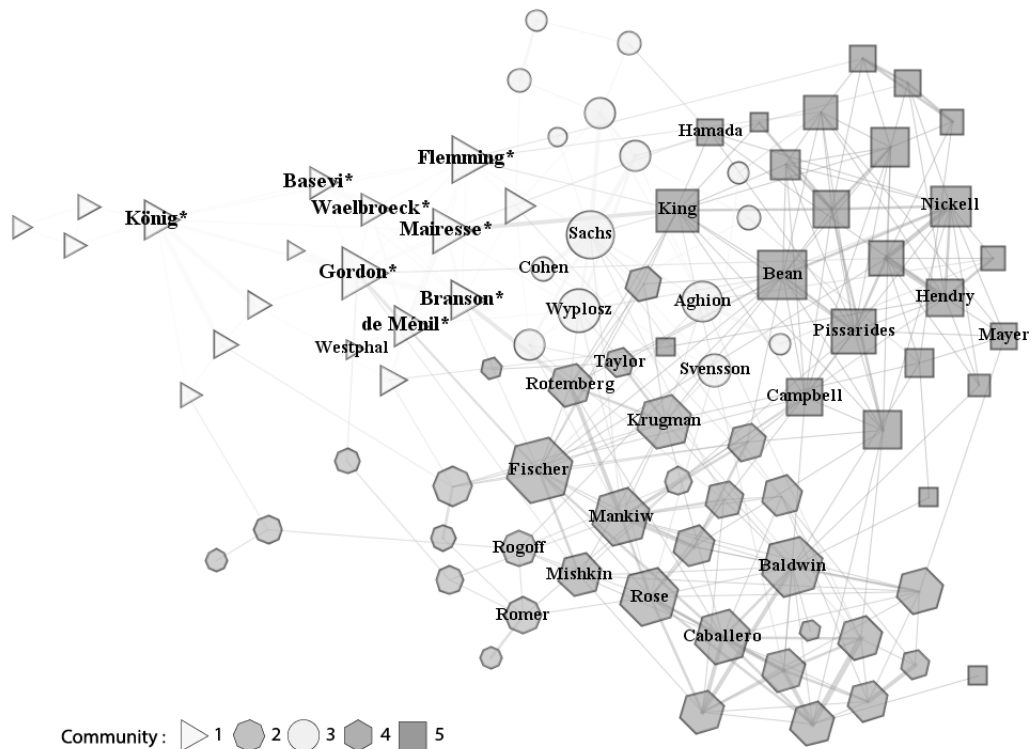 Hamada
Flemming*
Basevi*
Waelbroeck*
König*
Mairesse*
King
Nickell
Sachs
Cohen
Gordon*
Bean
Branson*
Wyplosz
Aghion
Hendry
de Ménil*
Pissarides
Mayer
Westphal
Taylor
Svensson
Rotemberg
Campbell
Krugman
Fischer
Mankiw
Rogoff
Mishkin
Baldwin
Rose
Romer
Caballero
Community : 1 2 3 4 5